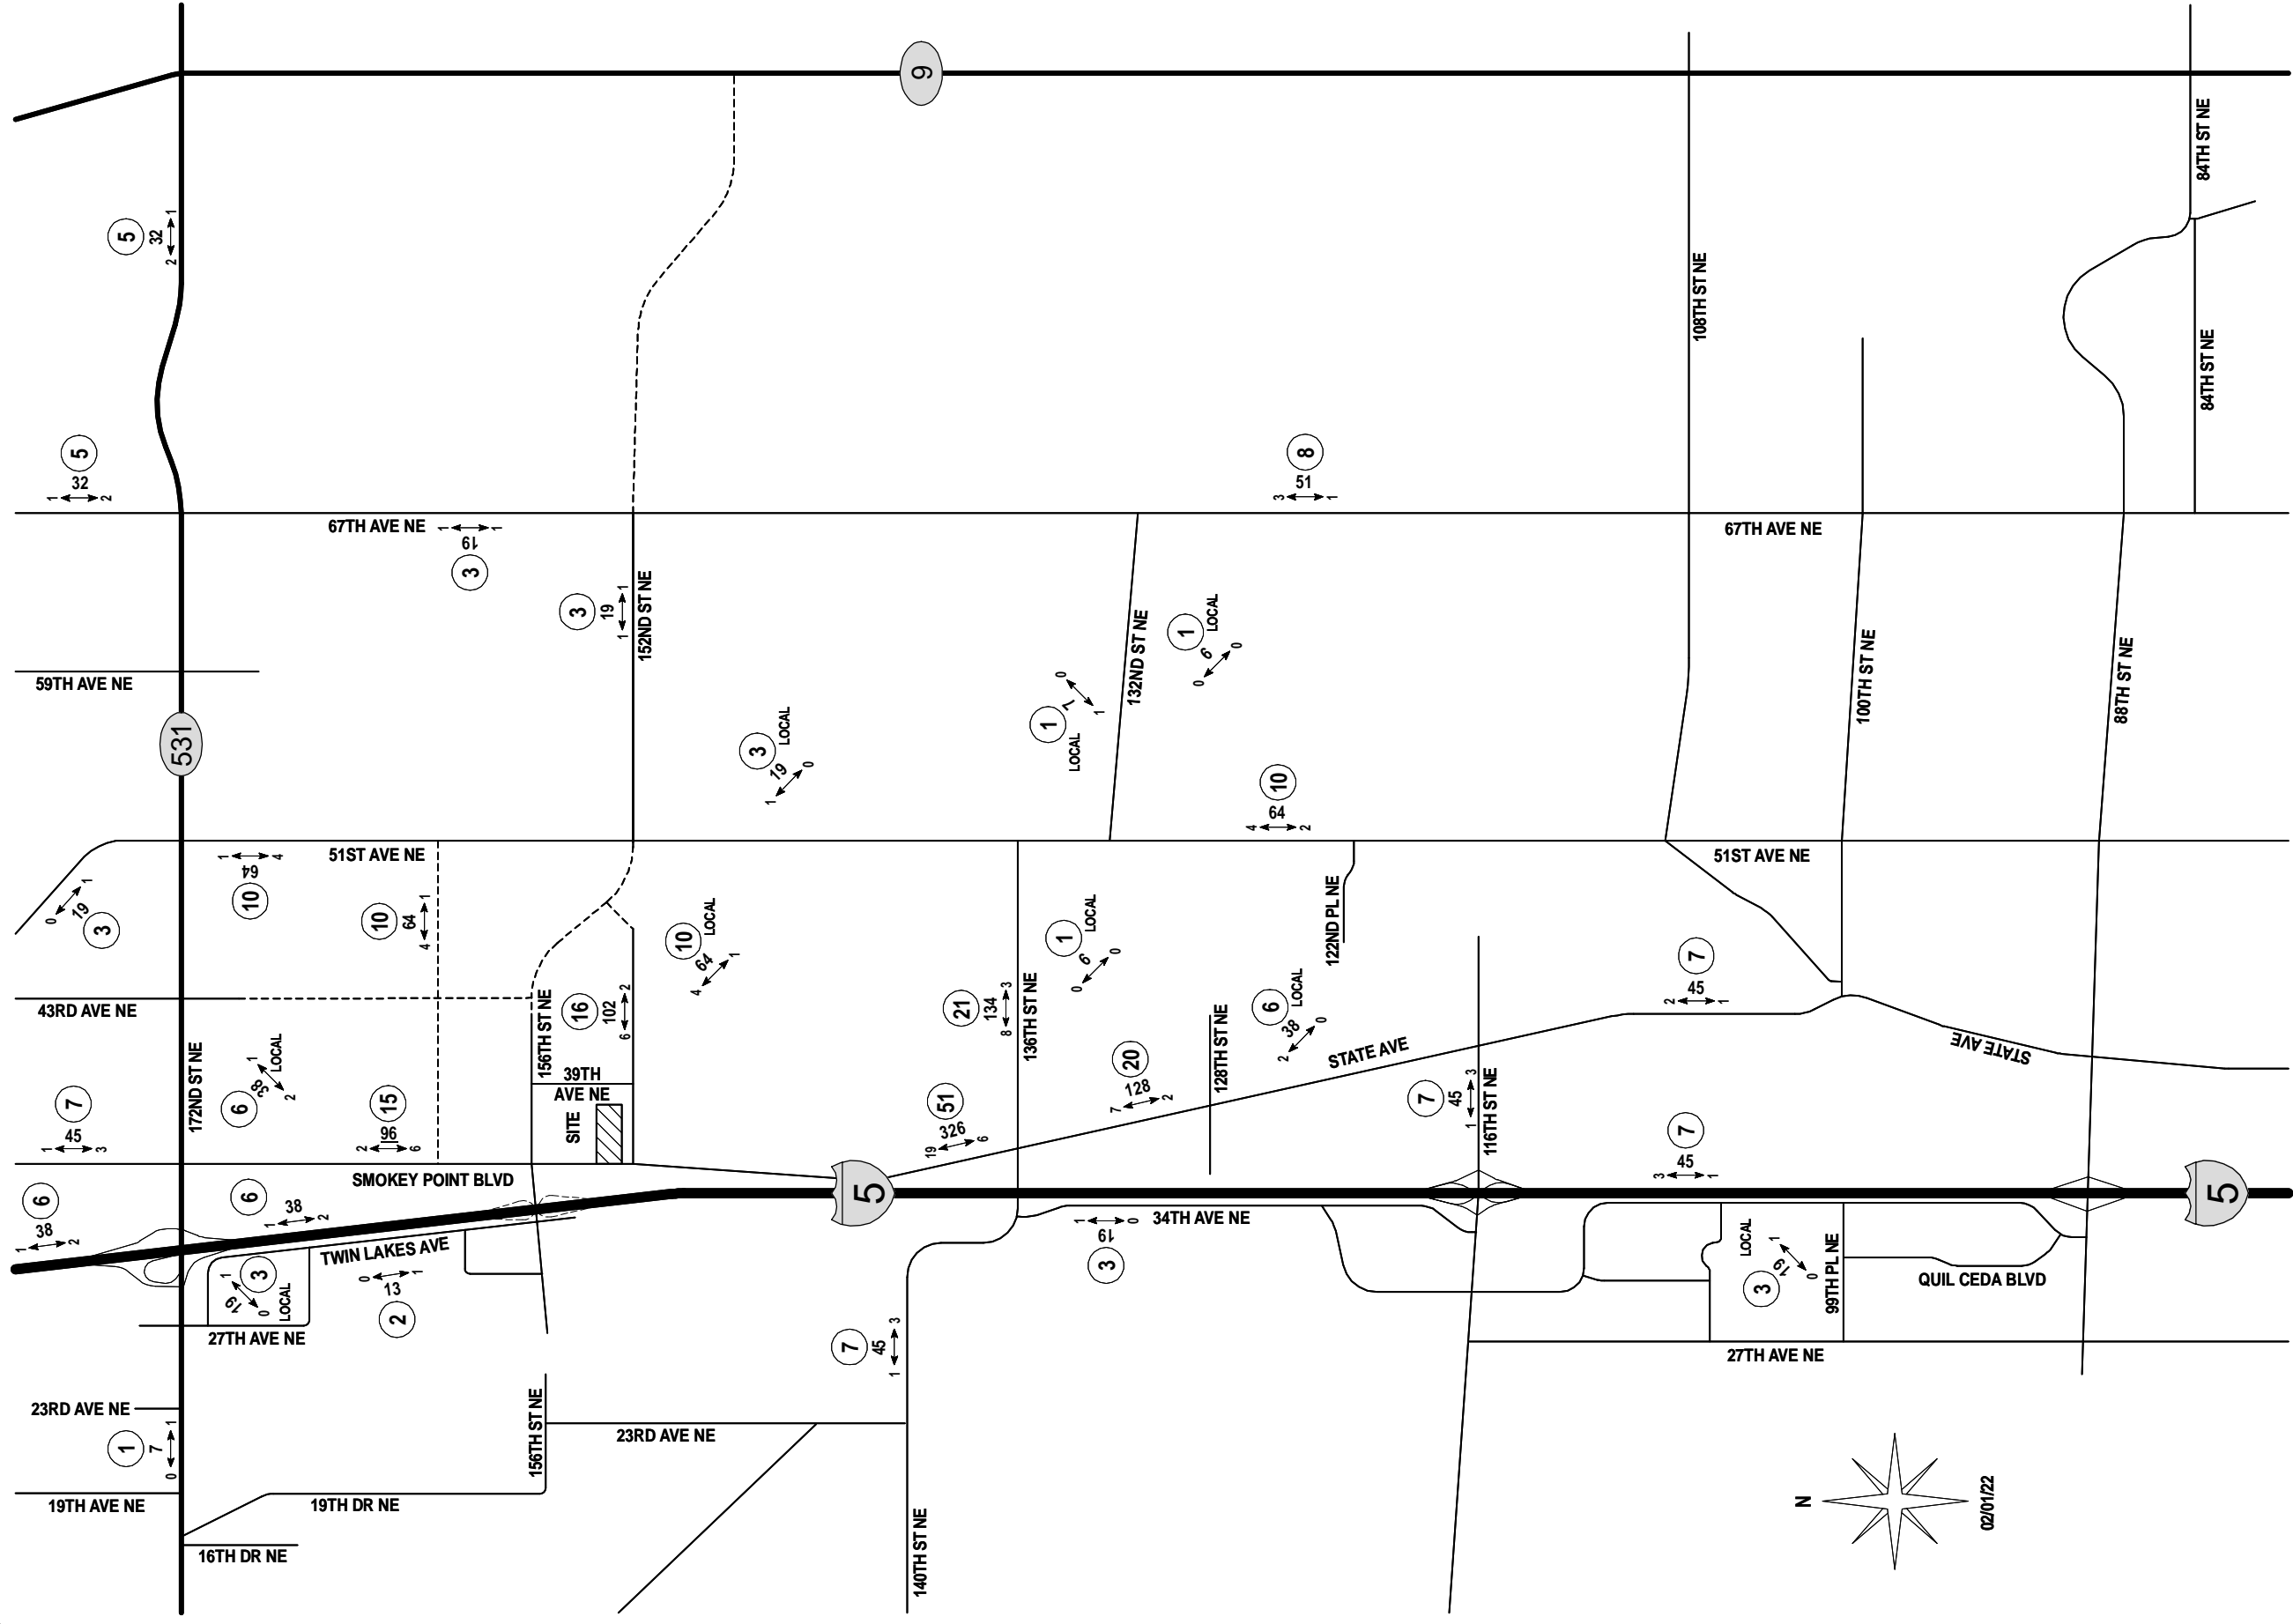 9
5
32
2 1
84TH ST NE
108TH ST NE
84TH ST NE
5
32
1 2
8
51
3 1
67TH AVE NE
1 1
19
3
67TH AVE NE
3
19
1 1
152ND ST NE
132ND ST NE
1
LOCAL
6
0 0
59TH AVE NE
100TH ST NE
88TH ST NE
531
3
LOCAL
19
1 0
1
LOCAL
7
0 1
10
64
4 2
51ST AVE NE
1 4
64
10
51ST AVE NE
3
19
0 1
10
64
4 1
10
LOCAL
64
4 1
1
LOCAL
6
0 0
122ND PL NE
7
45
2 1
43RD AVE NE
156TH ST NE
16
102
6 2
21
134
8 3
136TH ST NE
6
LOCAL
38
2 0
128TH ST NE
STATE AVE
STATE AVE
172ND ST NE
6
LOCAL
38
1 2
39TH
AVE NE
SITE
20
128
7 2
7
45
1 3
15
96
2 6
51
326
19 6
7
45
1 3
116TH ST NE
7
45
3 1
SMOKEY POINT BLVD
5
5
6
38
1 2
6
38
1 2
34TH AVE NE
1 0
19
3
TWIN LAKES AVE
0 1
13
2
3
LOCAL
19
1 0
LOCAL
3
19
1 0
99TH PL NE
QUIL CEDA BLVD
27TH AVE NE
27TH AVE NE
7
45
1 3
23RD AVE NE
156TH ST NE
23RD AVE NE
1
7
0 1
19TH AVE NE
19TH DR NE
16TH DR NE
140TH ST NE
N
02/01/22